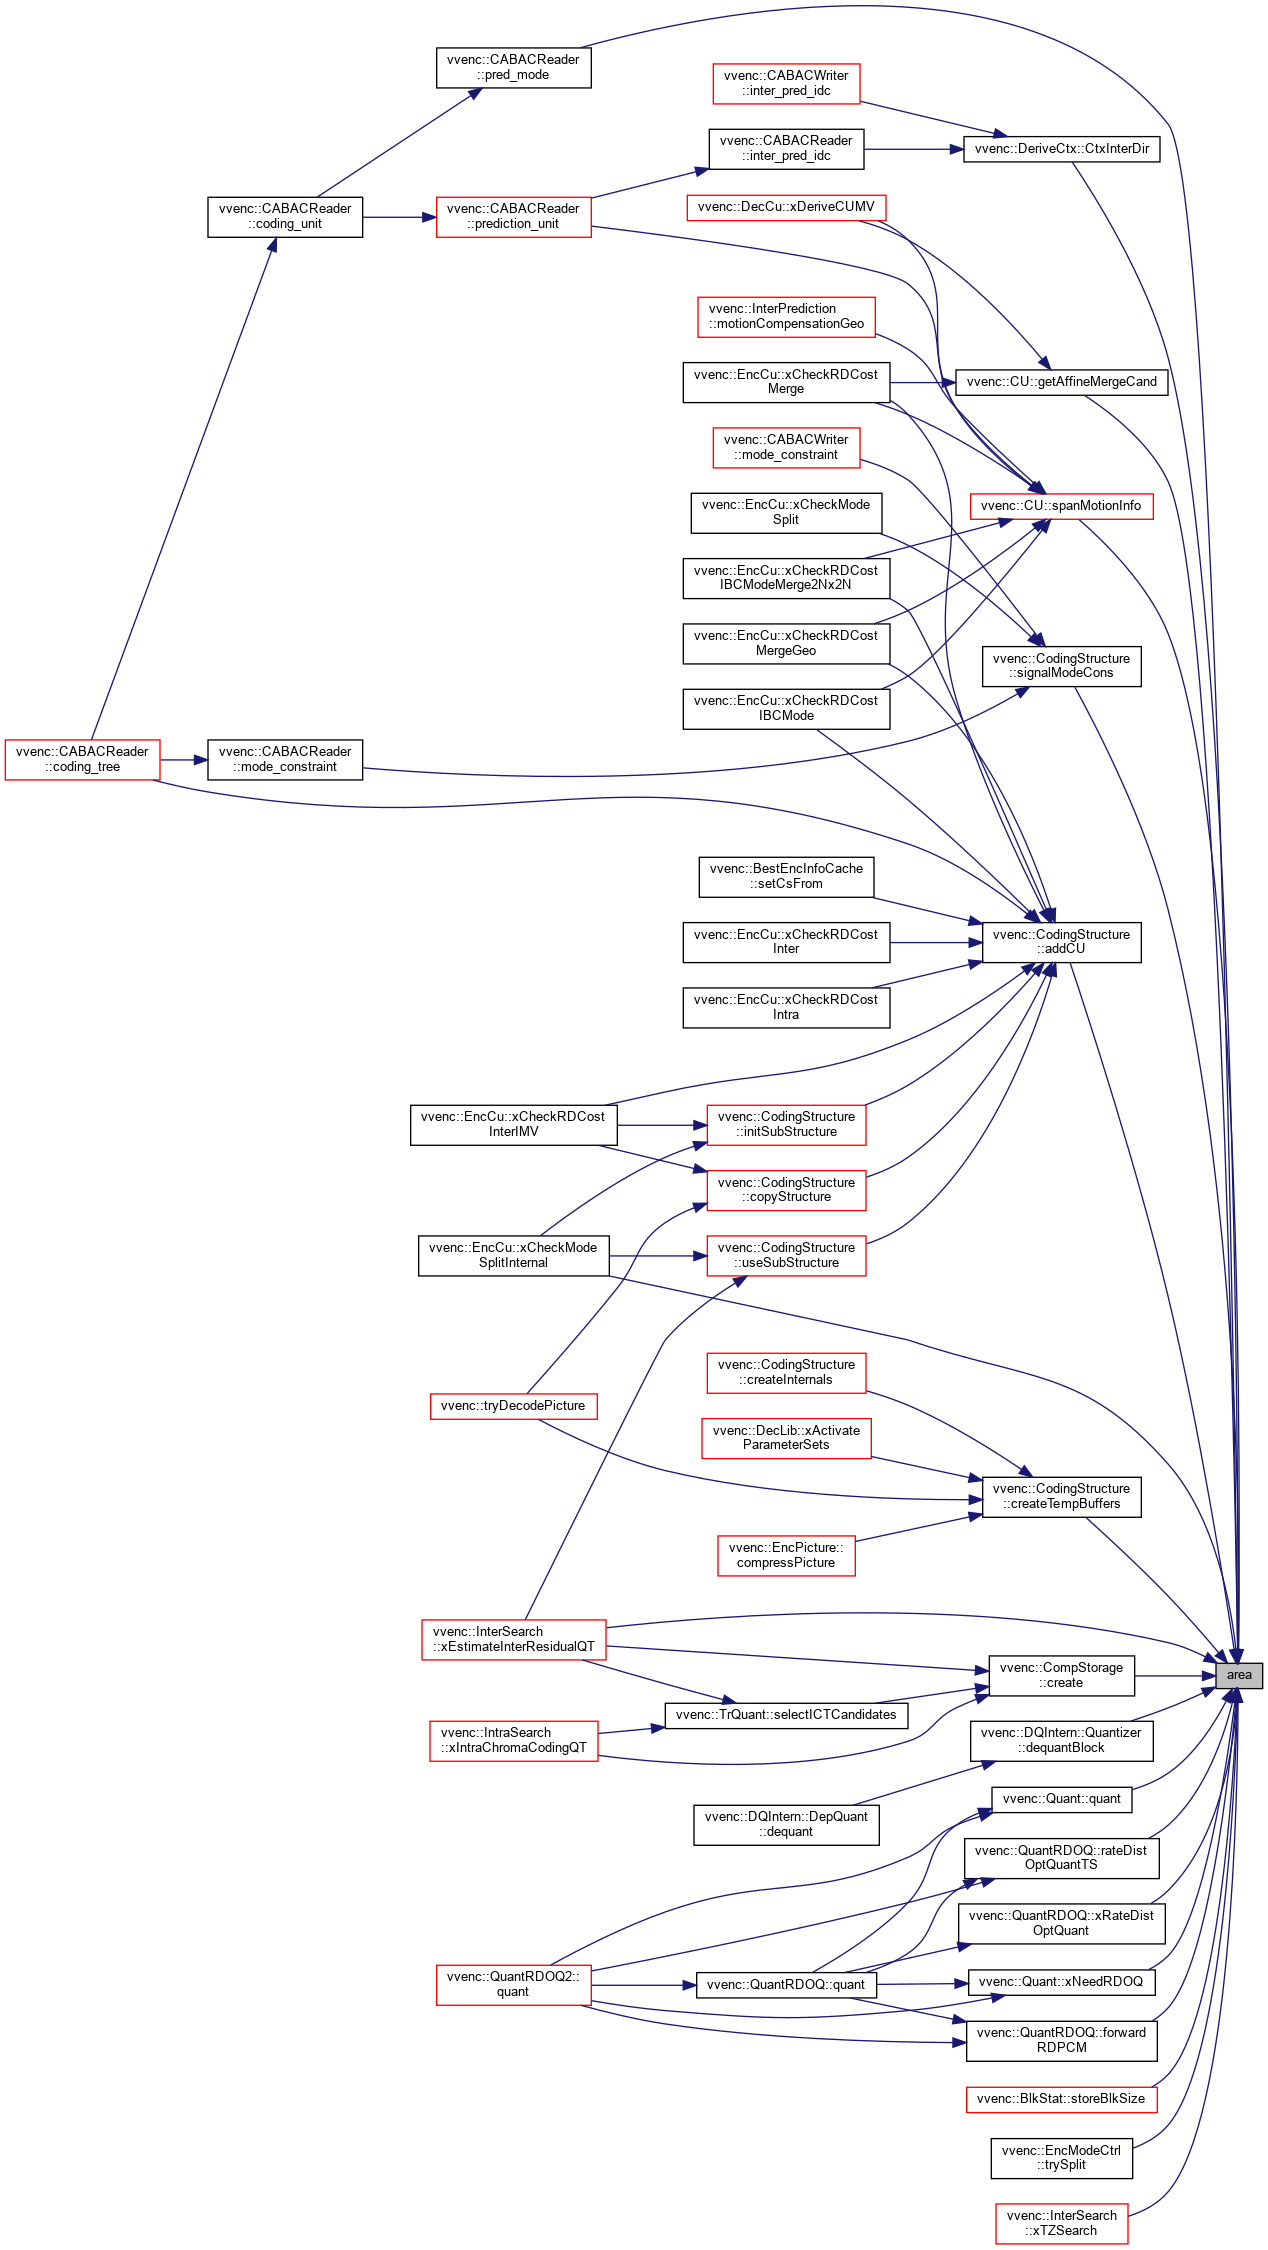 vvenc::CABACReader
::pred_mode
vvenc::CABACWriter
::inter_pred_idc
vvenc::CABACReader
::inter_pred_idc
vvenc::DeriveCtx::CtxInterDir
vvenc::CABACReader
::coding_unit
vvenc::CABACReader
::prediction_unit
vvenc::DecCu::xDeriveCUMV
vvenc::InterPrediction
::motionCompensationGeo
vvenc::EncCu::xCheckRDCost
Merge
vvenc::CU::getAffineMergeCand
vvenc::CABACWriter
::mode_constraint
vvenc::EncCu::xCheckMode
Split
vvenc::CU::spanMotionInfo
vvenc::EncCu::xCheckRDCost
IBCModeMerge2Nx2N
vvenc::EncCu::xCheckRDCost
MergeGeo
vvenc::CodingStructure
::signalModeCons
vvenc::EncCu::xCheckRDCost
IBCMode
vvenc::CABACReader
::coding_tree
vvenc::CABACReader
::mode_constraint
vvenc::BestEncInfoCache
::setCsFrom
vvenc::EncCu::xCheckRDCost
Inter
vvenc::CodingStructure
::addCU
vvenc::EncCu::xCheckRDCost
Intra
vvenc::EncCu::xCheckRDCost
InterIMV
vvenc::CodingStructure
::initSubStructure
vvenc::CodingStructure
::copyStructure
vvenc::EncCu::xCheckMode
SplitInternal
vvenc::CodingStructure
::useSubStructure
vvenc::CodingStructure
::createInternals
vvenc::tryDecodePicture
vvenc::DecLib::xActivate
ParameterSets
vvenc::CodingStructure
::createTempBuffers
vvenc::EncPicture::
compressPicture
vvenc::InterSearch
::xEstimateInterResidualQT
vvenc::CompStorage
::create
area
vvenc::TrQuant::selectICTCandidates
vvenc::IntraSearch
::xIntraChromaCodingQT
vvenc::DQIntern::Quantizer
::dequantBlock
vvenc::Quant::quant
vvenc::DQIntern::DepQuant
::dequant
vvenc::QuantRDOQ::rateDist
OptQuantTS
vvenc::QuantRDOQ::xRateDist
OptQuant
vvenc::QuantRDOQ2::
quant
vvenc::QuantRDOQ::quant
vvenc::Quant::xNeedRDOQ
vvenc::QuantRDOQ::forward
RDPCM
vvenc::BlkStat::storeBlkSize
vvenc::EncModeCtrl
::trySplit
vvenc::InterSearch
::xTZSearch